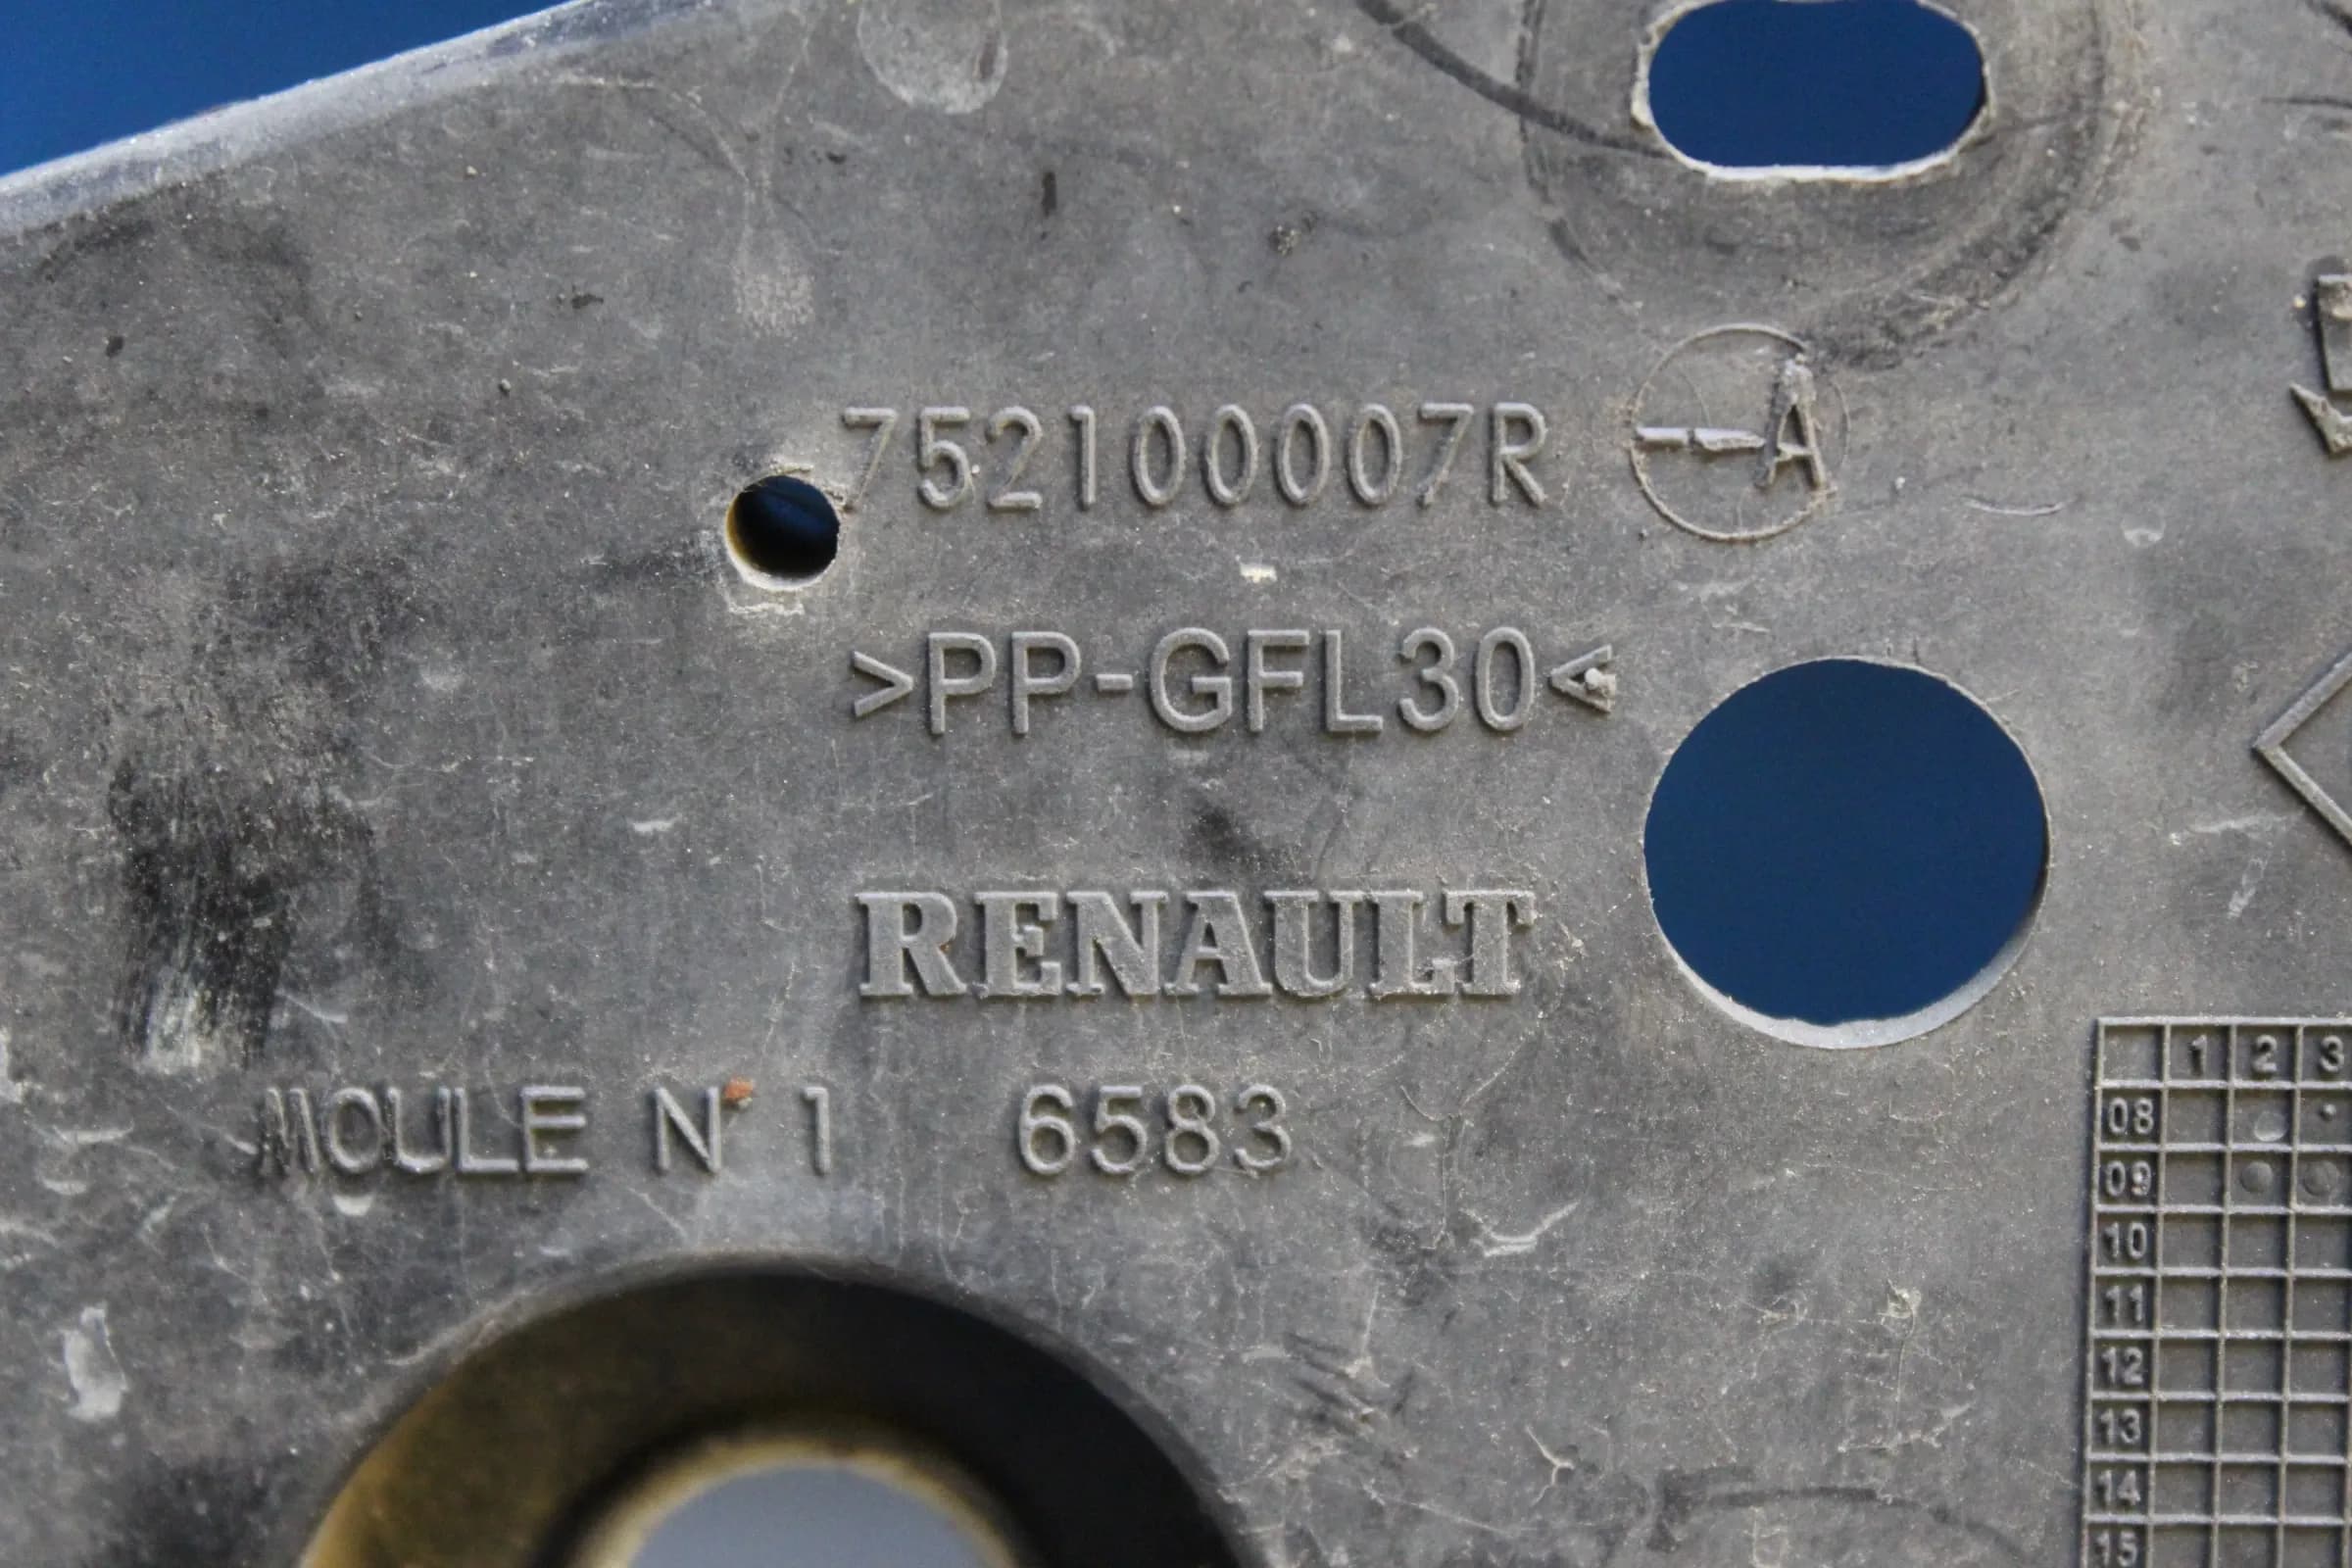 752100007R -A
>PP-GFL30<
RENAULT
MOULE N° 1 6583
1 2 3
08
09
10
11
12
13
14
15